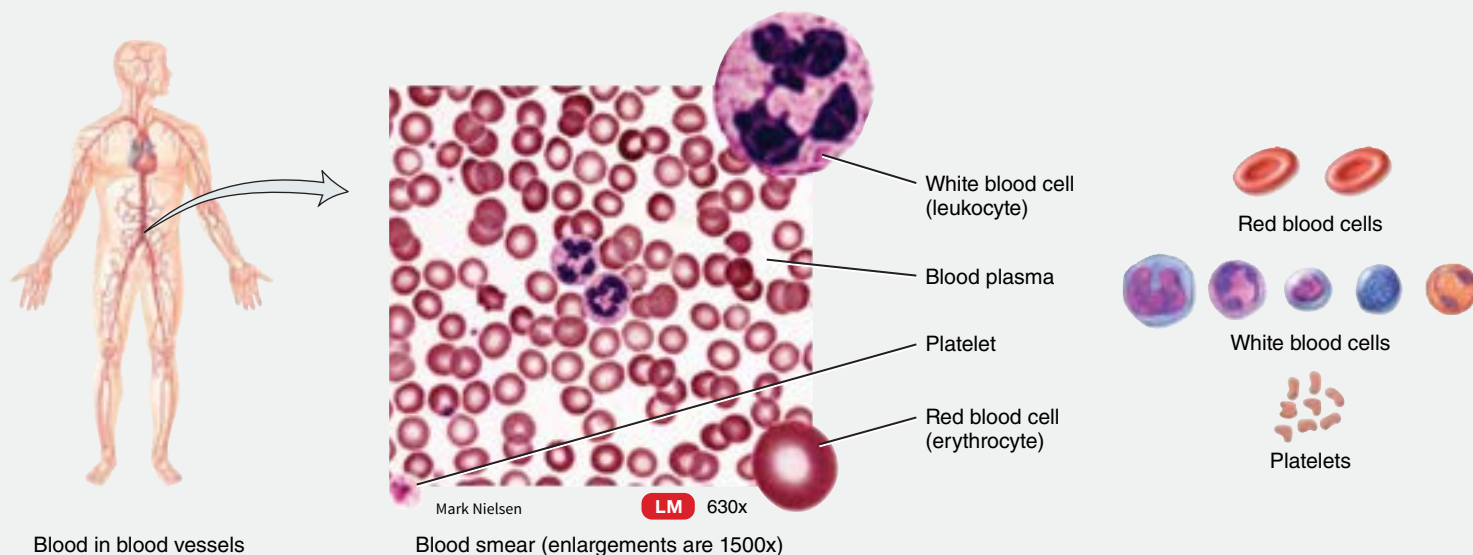 White blood cell
(leukocyte)
Blood plasma
Platelet
Red blood cell
(erythrocyte)
Red blood cells
White blood cells
Platelets
Mark Nielsen
LM 630x
Blood in blood vessels
Blood smear (enlargements are 1500x)